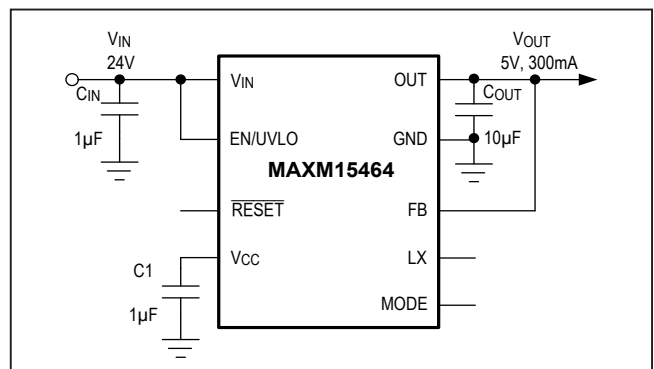 VIN
24V
CIN
1µF
VIN
EN/UVLO
RESET
VCC
C1
1µF
MAXM15464
OUT
GND
FB
LX
MODE
COUT
10µF
VOUT
5V, 300mA